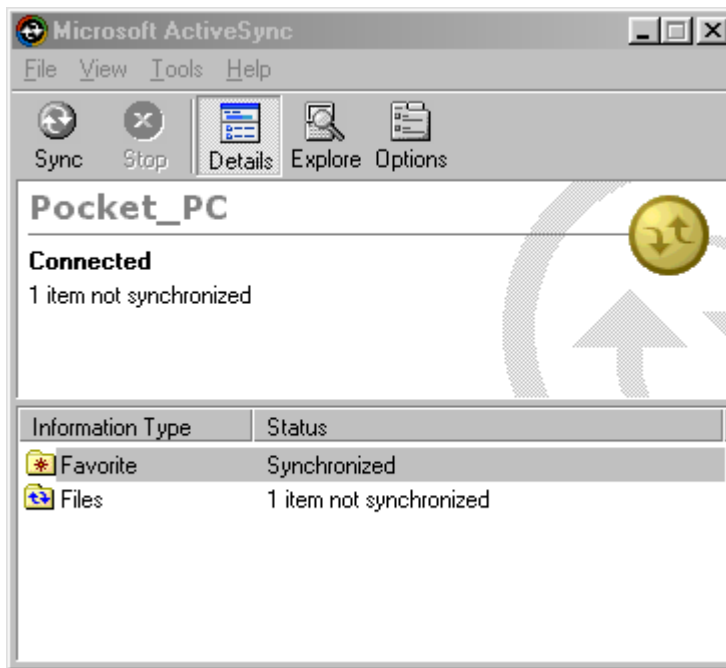 Microsoft ActiveSync
File View Tools Help
Sync Stop Details Explore Options
Pocket_PC
Connected
1 item not synchronized
Information Type Status
Favorite Synchronized
Files 1 item not synchronized